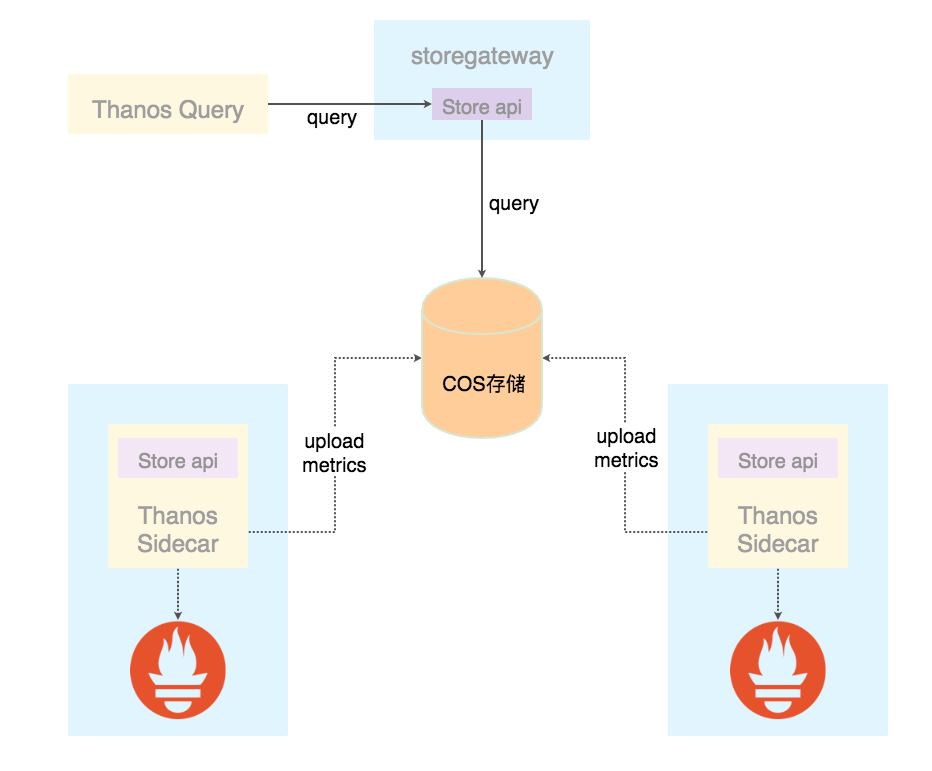 storegateway
Thanos Query
query
Store api
query
COS存储
upload
metrics
upload
metrics
Store api
Thanos
Sidecar
Store api
Thanos
Sidecar